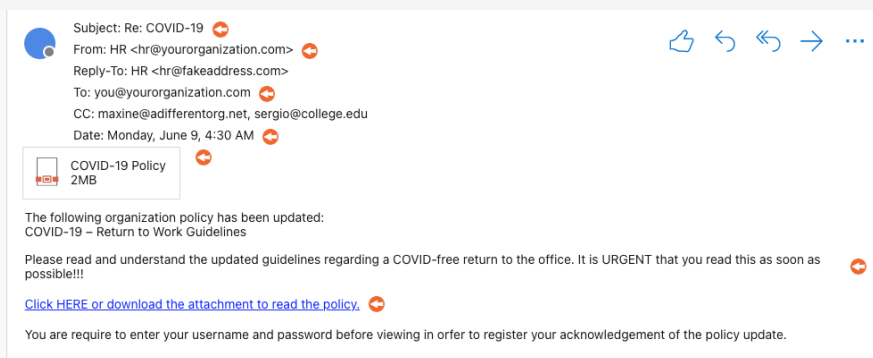 Subject: Re: COVID-19
From: HR <hr@yourorganization.com>
Reply-To: HR <hr@fakeaddress.com>
To: you@yourorganization.com
CC: maxine@adifferentorg.net, sergio@college.edu
Date: Monday, June 9, 4:30 AM
COVID-19 Policy
2MB
The following organization policy has been updated:
COVID-19 – Return to Work Guidelines
Please read and understand the updated guidelines regarding a COVID-free return to the office. It is URGENT that you read this as soon as
possible!!!
Click HERE or download the attachment to read the policy.
You are require to enter your username and password before viewing in orfer to register your acknowledgement of the policy update.